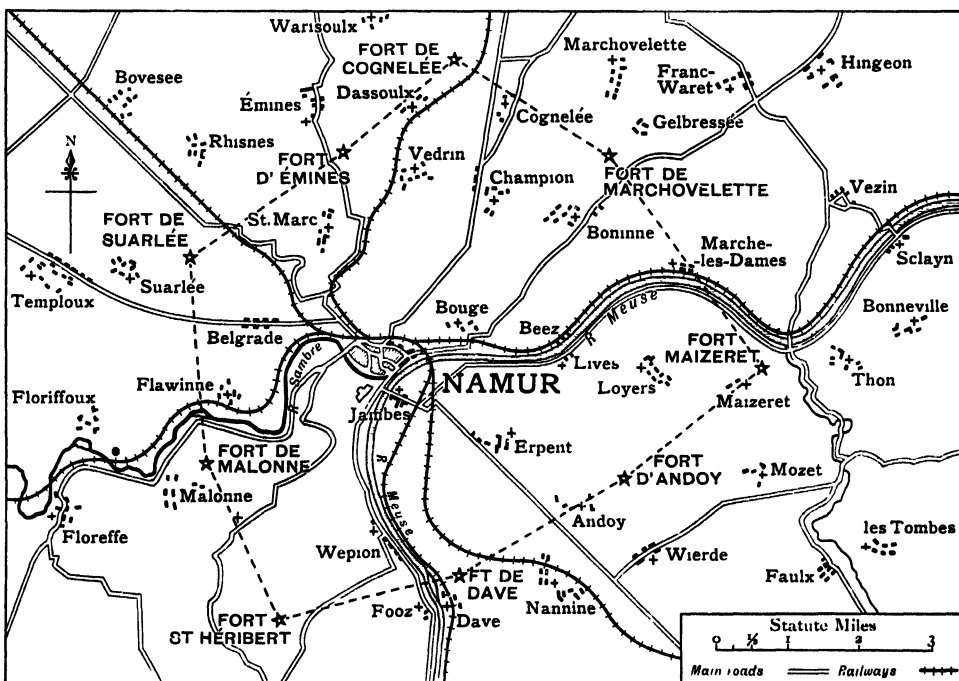 Warisoulx
FORT DE
COGNELÉE
Marchovelette
Franc-
Waret
Hingeon
Bovesee
Émines
Dassoulx
Cognelée
Gelbressée
Rhisnes
N
FORT
D'ÉMINES
Vedrin
Champion
FORT DE
MARCHOVELETTE
Vezin
FORT DE
SUARLÉE
St. Marc
Boninne
Marche-
-les-Dames
Sclayn
Temploux
Suarlée
Bouge
Beez
R Meuse
Bonneville
Belgrade
FORT
MAIZERET
R Sambre
Lives
Loyers
Thon
Floriffoux
Flawinne
NAMUR
Jambes
Maizeret
Erpent
FORT DE
MALONNE
R Meuse
FORT
D'ANDOY
Mozet
Malonne
Andoy
Floreffe
Wepion
Wierde
les Tombes
FT DE
DAVE
Faulx
FORT
ST HÉRIBERT
Fooz
Dave
Nannine
Statute Miles
0 ½ 1 2 3
Main roads Railways